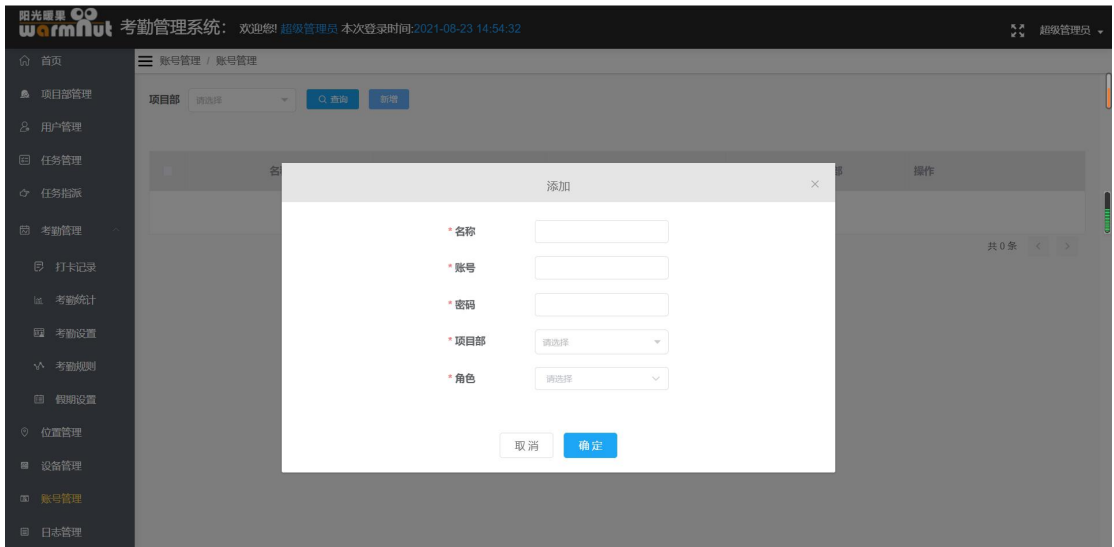 阳光暖果
warmnut 考勤管理系统： 欢迎您! 超级管理员 本次登录时间:2021-08-23 14:54:32 超级管理员
首页
账号管理 / 账号管理
项目部管理
项目部 请选择 查询 新增
用户管理
任务管理
名 部 操作
添加
任务指派
考勤管理
* 名称
共 0 条
打卡记录
* 账号
考勤统计
* 密码
考勤设置
* 项目部 请选择
考勤规则
* 角色 请选择
假期设置
位置管理
取消 确定
设备管理
账号管理
日志管理